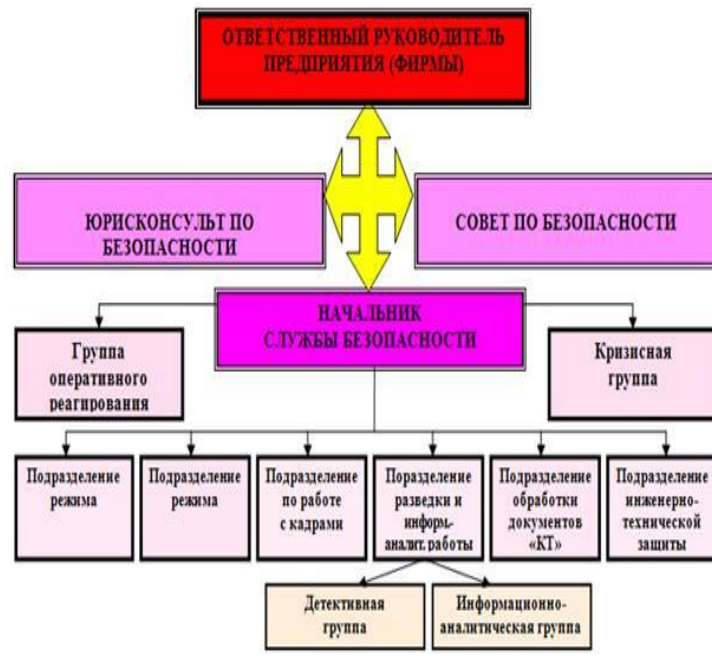 ОТВЕТСТВЕННЫЙ РУКОВОДИТЕЛЬ
ПРЕДПРИЯТИЯ (ФИРМЫ)
ЮРИСКОНСУЛЬТ ПО
БЕЗОПАСНОСТИ
СОВЕТ ПО БЕЗОПАСНОСТИ
НАЧАЛЬНИК
СЛУЖБЫ БЕЗОПАСНОСТИ
Группа
оперативного
реагирования
Кризисная
группа
Подразделение
режима
Подразделение
режима
Подразделение
по работе
с кадрами
Поразделение
разведки и
информ.-
аналит. работы
Подразделение
обработки
документов
«КТ»
Подразделение
инженерно-
технической
защиты
Детективная
группа
Информационно-
аналитическая группа